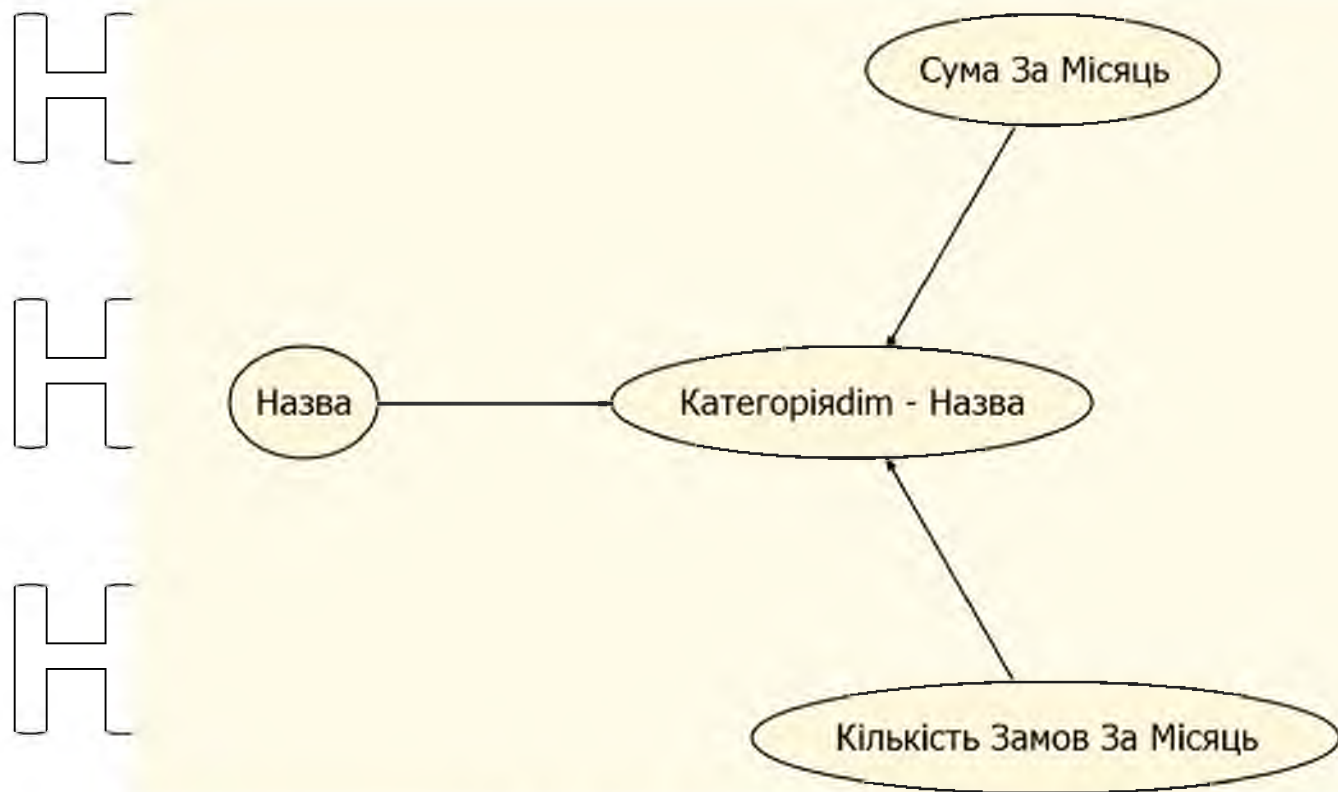 Сума За Місяць
Назва
Категоріяdim - Назва
Кількість Замов За Місяць